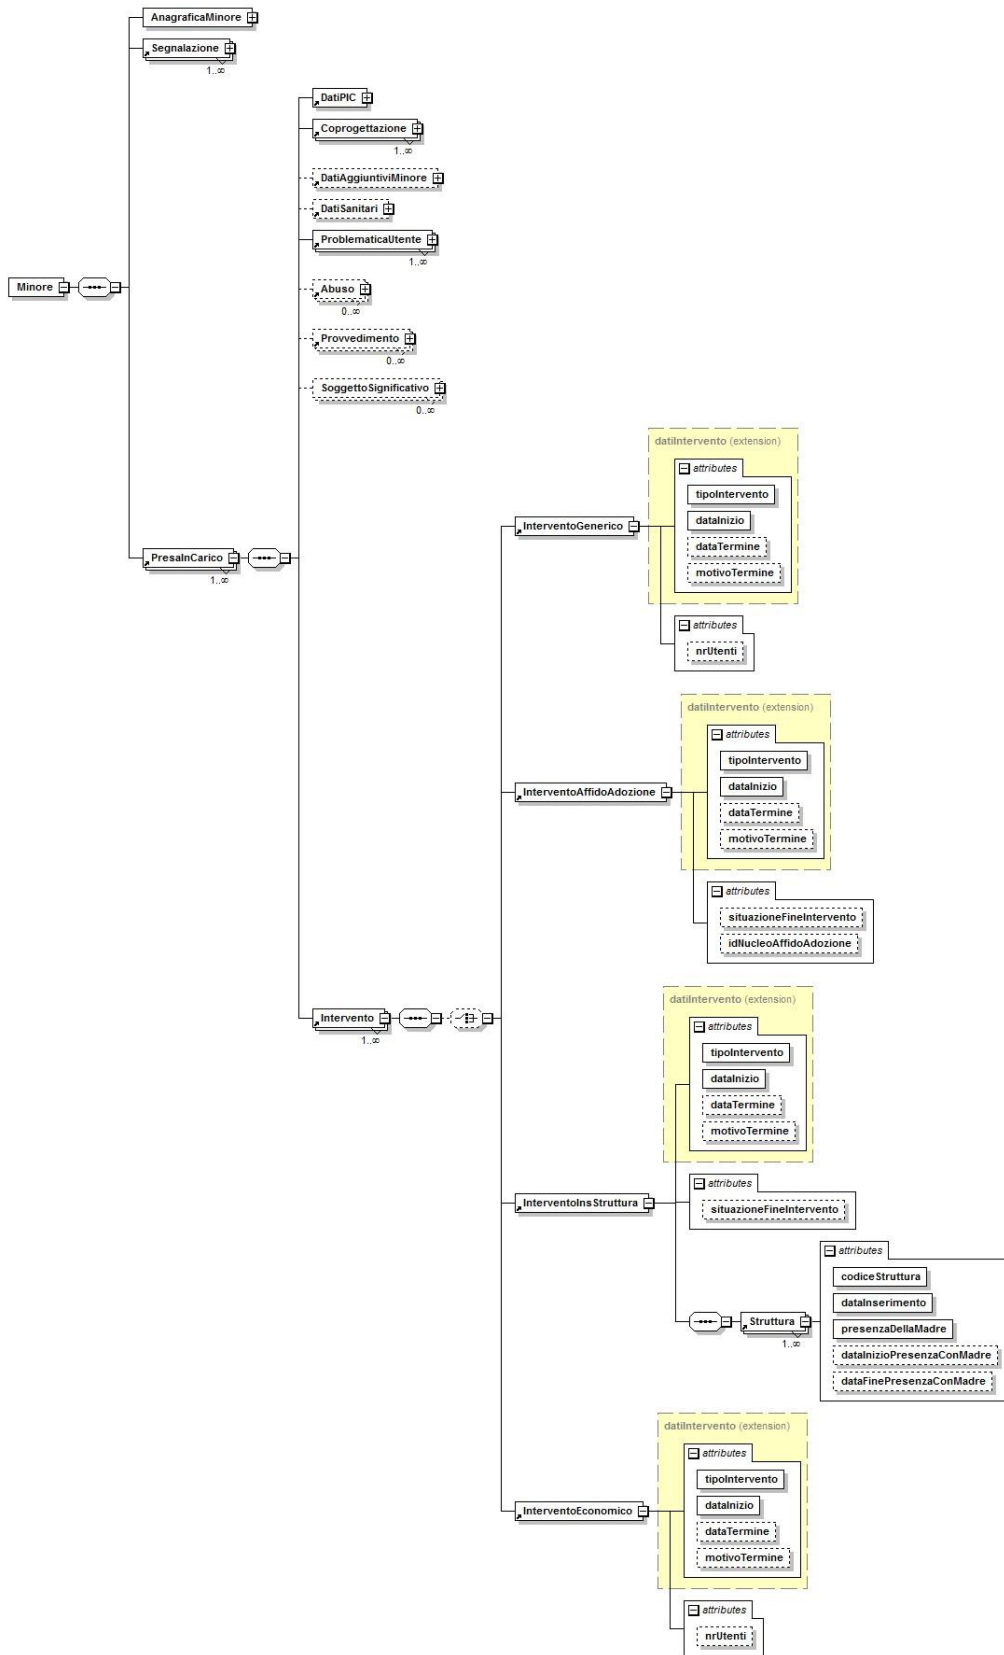 AnagraficaMinore
Segnalazione
1..∞
DatiPIC
Coprogettazione
1..∞
DatiAggiuntiviMinore
DatiSanitari
ProblematicaUtente
1..∞
Minore
Abuso
0..∞
Provvedimento
0..∞
SoggettoSignificativo
0..∞
datiIntervento (extension)
attributes
tipoIntervento
dataInizio
InterventoGenerico
dataTermine
PresaInCarico
1..∞
motivoTermine
attributes
nrUtenti
datiIntervento (extension)
attributes
tipoIntervento
dataInizio
InterventoAffidoAdozione
dataTermine
motivoTermine
attributes
situazioneFineIntervento
idNucleoAffidoAdozione
datiIntervento (extension)
Intervento
1..∞
attributes
tipoIntervento
dataInizio
dataTermine
motivoTermine
attributes
InterventoInsStruttura
situazioneFineIntervento
attributes
codiceStruttura
dataInserimento
Struttura
1..∞
presenzaDellaMadre
dataInizioPresenzaConMadre
dataFinePresenzaConMadre
datiIntervento (extension)
attributes
tipoIntervento
dataInizio
InterventoEconomico
dataTermine
motivoTermine
attributes
nrUtenti